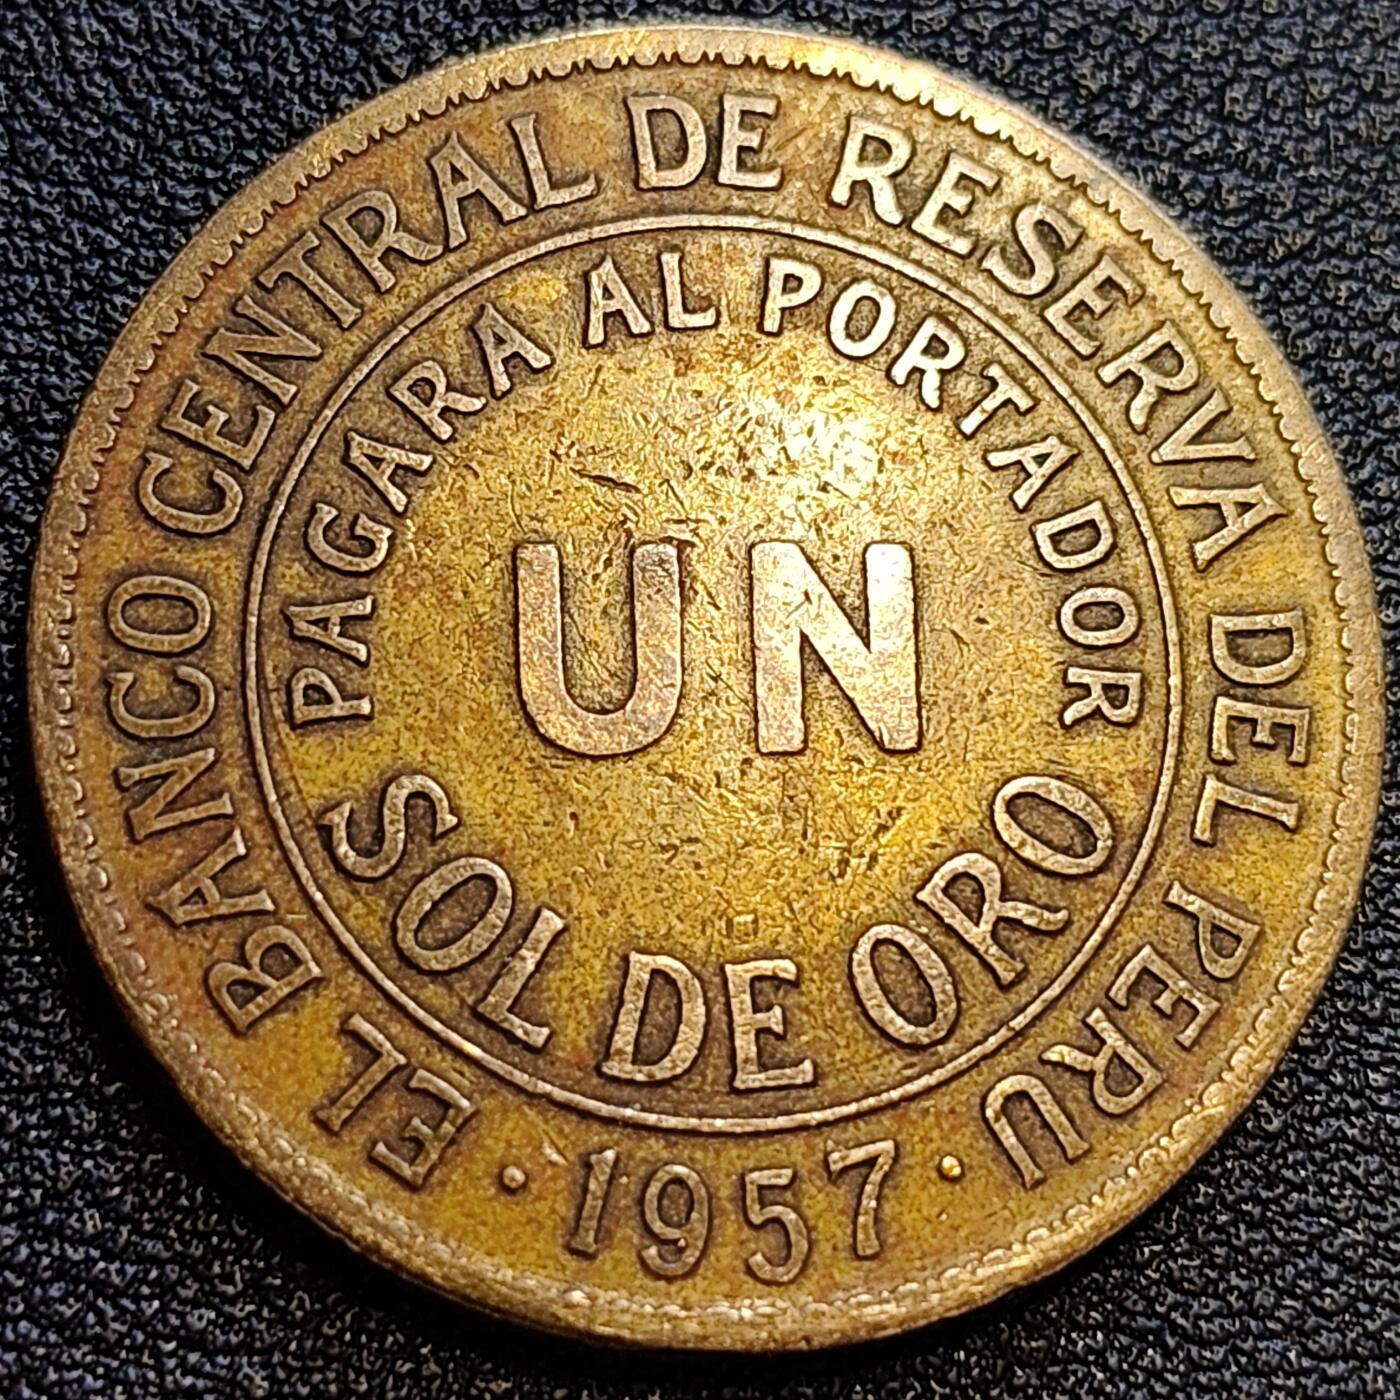 EL BANCO CENTRAL DE RESERVA DEL PERU
PAGARA AL PORTADOR
UN
SOL DE ORO
· 1957 ·